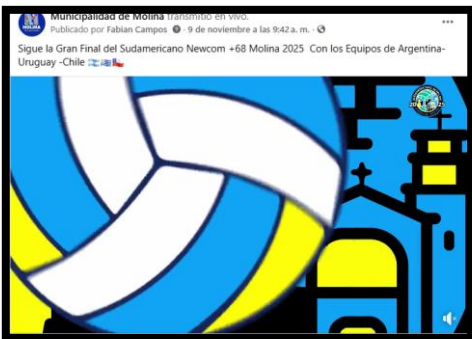 Municipalidad de Molina transmitió en vivo.
Publicado por Fabian Campos · 9 de noviembre a las 9:42 a. m. ·
Sigue la Gran Final del Sudamericano Newcom +68 Molina 2025 Con los Equipos de Argentina-
Uruguay -Chile 🇦🇷🇺🇾🇨🇱